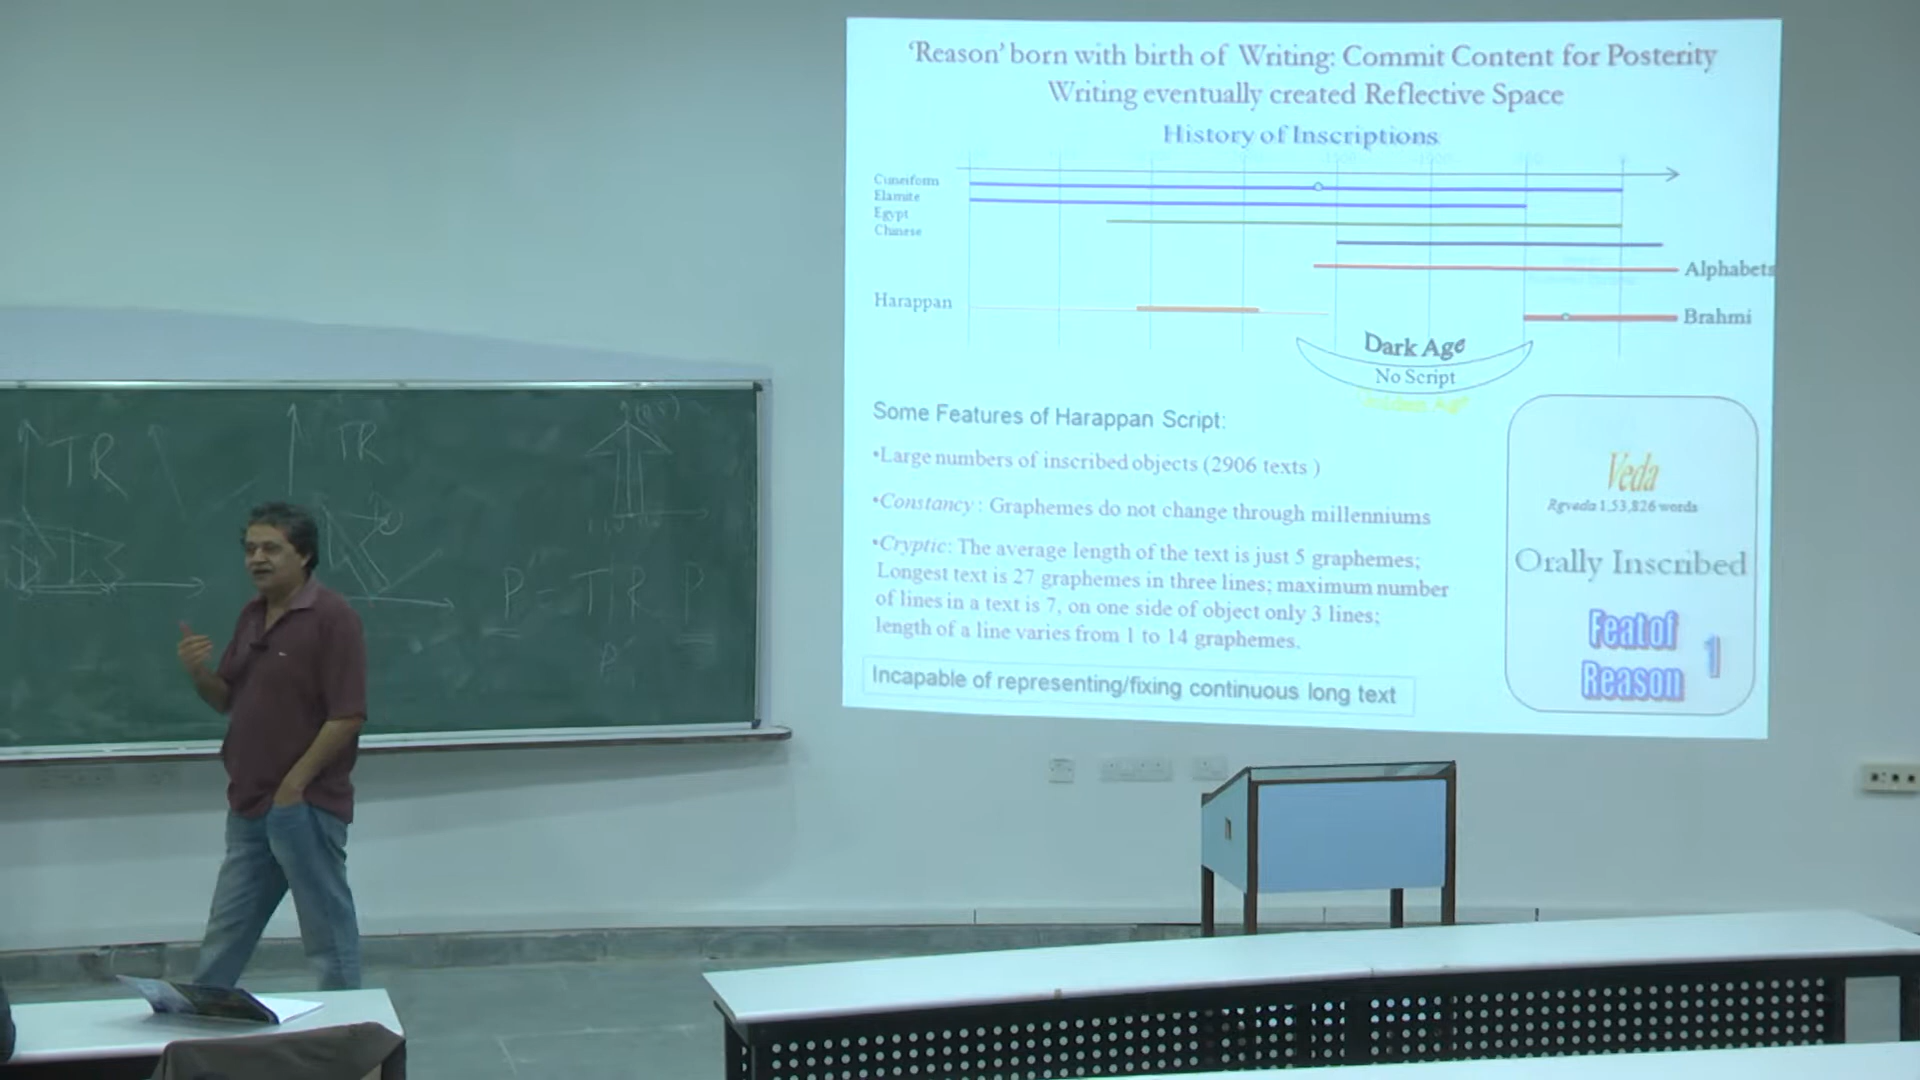 'Reason' born with birth of Writing: Commit Content for Posterity
Writing eventually created Reflective Space
History of Inscriptions
Cuneiform
Elamite
Egypt
Chinese
Alphabets
Harappan
Brahmi
Dark Age
No Script
Some Features of Harappan Script:
•Large numbers of inscribed objects (2906 texts )
•Constancy : Graphemes do not change through millenniums
•Cryptic: The average length of the text is just 5 graphemes;
Longest text is 27 graphemes in three lines; maximum number
of lines in a text is 7, on one side of object only 3 lines;
length of a line varies from 1 to 14 graphemes.
Incapable of representing/fixing continuous long text
Veda
Rgveda 1,53,826 words
Orally Inscribed
Feat of
Reason 1
TR
TR
P - TR P
P